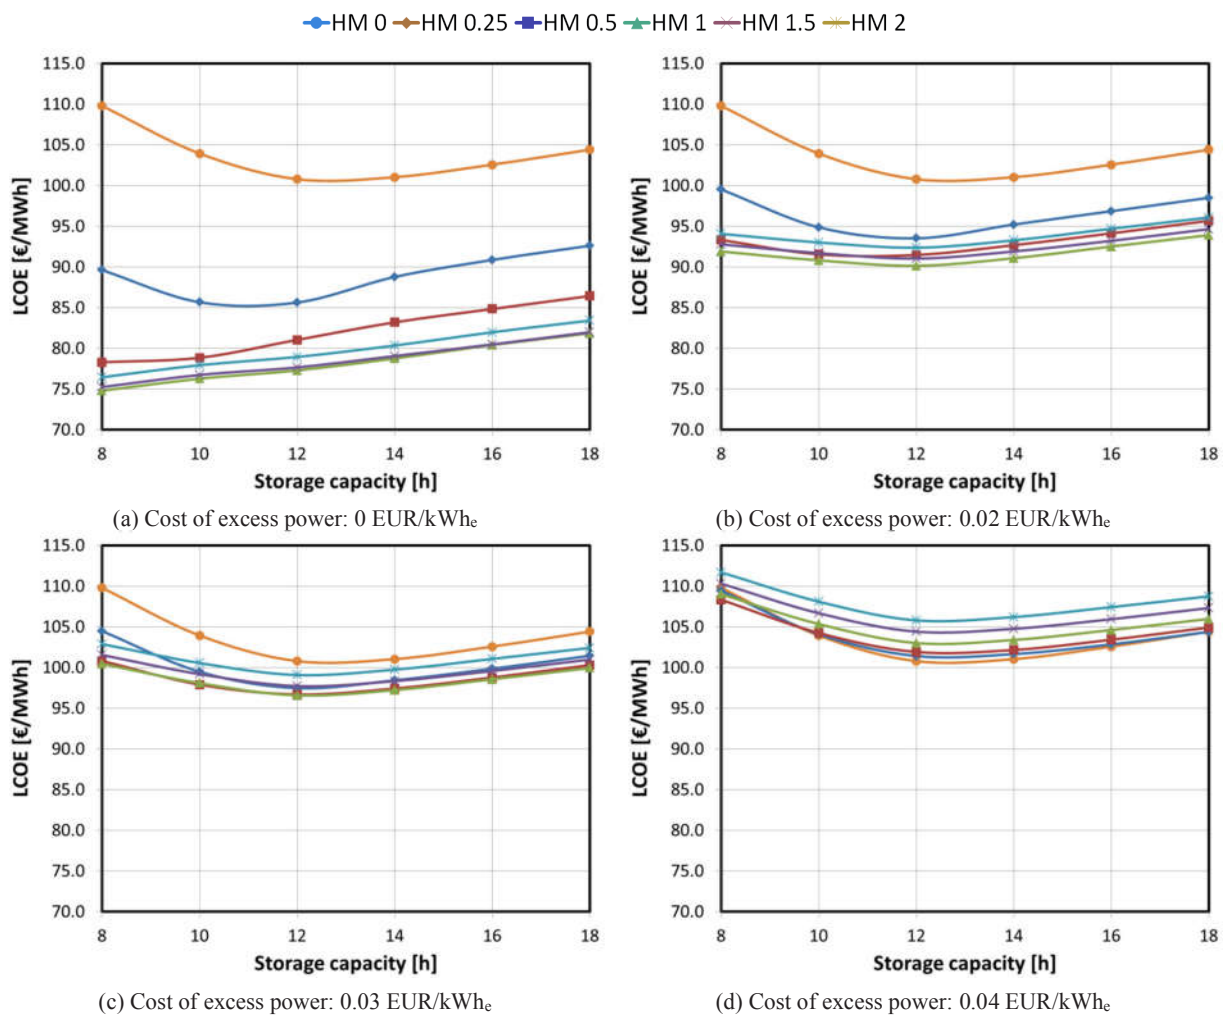 HM 0 HM 0.25 HM 0.5 HM 1 HM 1.5 HM 2
115.0
110.0
105.0
100.0
95.0
90.0
85.0
80.0
75.0
70.0
LCOE [€/MWh]
8 10 12 14 16 18
Storage capacity [h]
(a) Cost of excess power: 0 EUR/kWhₑ
115.0
110.0
105.0
100.0
95.0
90.0
85.0
80.0
75.0
70.0
LCOE [€/MWh]
8 10 12 14 16 18
Storage capacity [h]
(b) Cost of excess power: 0.02 EUR/kWhₑ
115.0
110.0
105.0
100.0
95.0
90.0
85.0
80.0
75.0
70.0
LCOE [€/MWh]
8 10 12 14 16 18
Storage capacity [h]
(c) Cost of excess power: 0.03 EUR/kWhₑ
115.0
110.0
105.0
100.0
95.0
90.0
85.0
80.0
75.0
70.0
LCOE [€/MWh]
8 10 12 14 16 18
Storage capacity [h]
(d) Cost of excess power: 0.04 EUR/kWhₑ